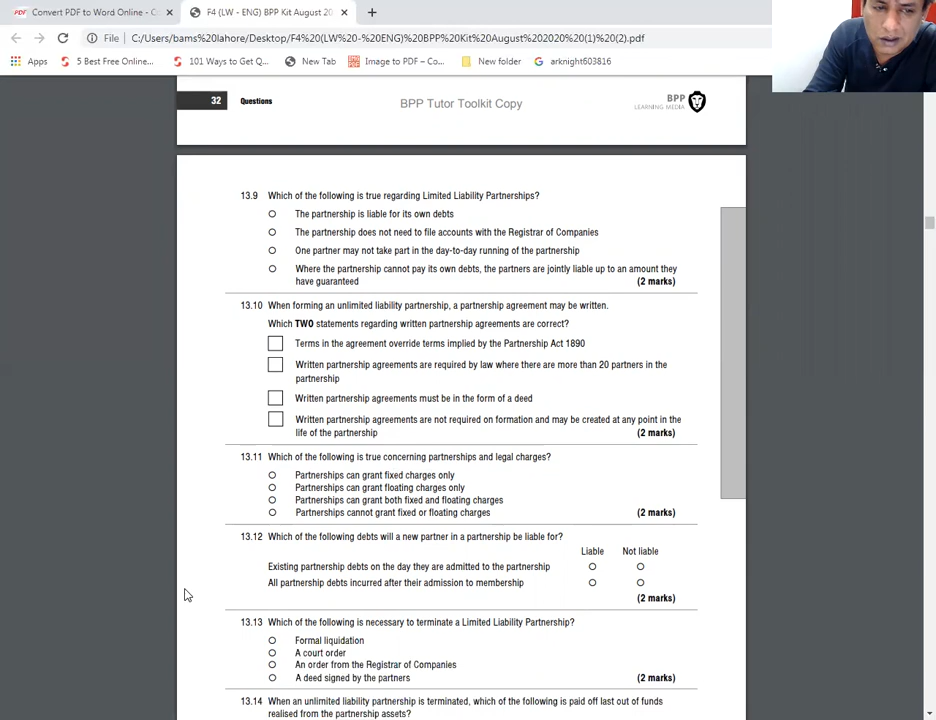 Convert PDF to Word Online - Co
F4 (LW - ENG) BPP Kit August 20
File
C:/Users/bams%20lahore/Desktop/F4%20(LW%20-%20ENG)%20BPP%20Kit%20August%202020%20(1)%20(2).pdf
Apps
5 Best Free Online...
101 Ways to Get Q...
New Tab
Image to PDF – Co...
New folder
arknight603816
32 Questions
BPP Tutor Toolkit Copy
BPP
LEARNING MEDIA
13.9 Which of the following is true regarding Limited Liability Partnerships?
The partnership is liable for its own debts
The partnership does not need to file accounts with the Registrar of Companies
One partner may not take part in the day-to-day running of the partnership
Where the partnership cannot pay its own debts, the partners are jointly liable up to an amount they
have guaranteed (2 marks)
13.10 When forming an unlimited liability partnership, a partnership agreement may be written.
Which TWO statements regarding written partnership agreements are correct?
Terms in the agreement override terms implied by the Partnership Act 1890
Written partnership agreements are required by law where there are more than 20 partners in the
partnership
Written partnership agreements must be in the form of a deed
Written partnership agreements are not required on formation and may be created at any point in the
life of the partnership (2 marks)
13.11 Which of the following is true concerning partnerships and legal charges?
Partnerships can grant fixed charges only
Partnerships can grant floating charges only
Partnerships can grant both fixed and floating charges
Partnerships cannot grant fixed or floating charges (2 marks)
13.12 Which of the following debts will a new partner in a partnership be liable for?
Liable Not liable
Existing partnership debts on the day they are admitted to the partnership
All partnership debts incurred after their admission to membership
(2 marks)
13.13 Which of the following is necessary to terminate a Limited Liability Partnership?
Formal liquidation
A court order
An order from the Registrar of Companies
A deed signed by the partners (2 marks)
13.14 When an unlimited liability partnership is terminated, which of the following is paid off last out of funds
realised from the partnership assets?